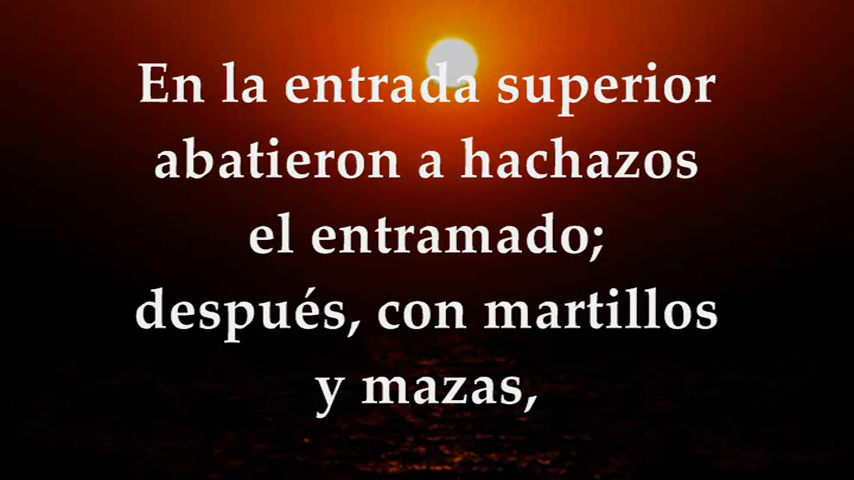 En la entrada superior
abatieron a hachazos
el entramado;
después, con martillos
y mazas,